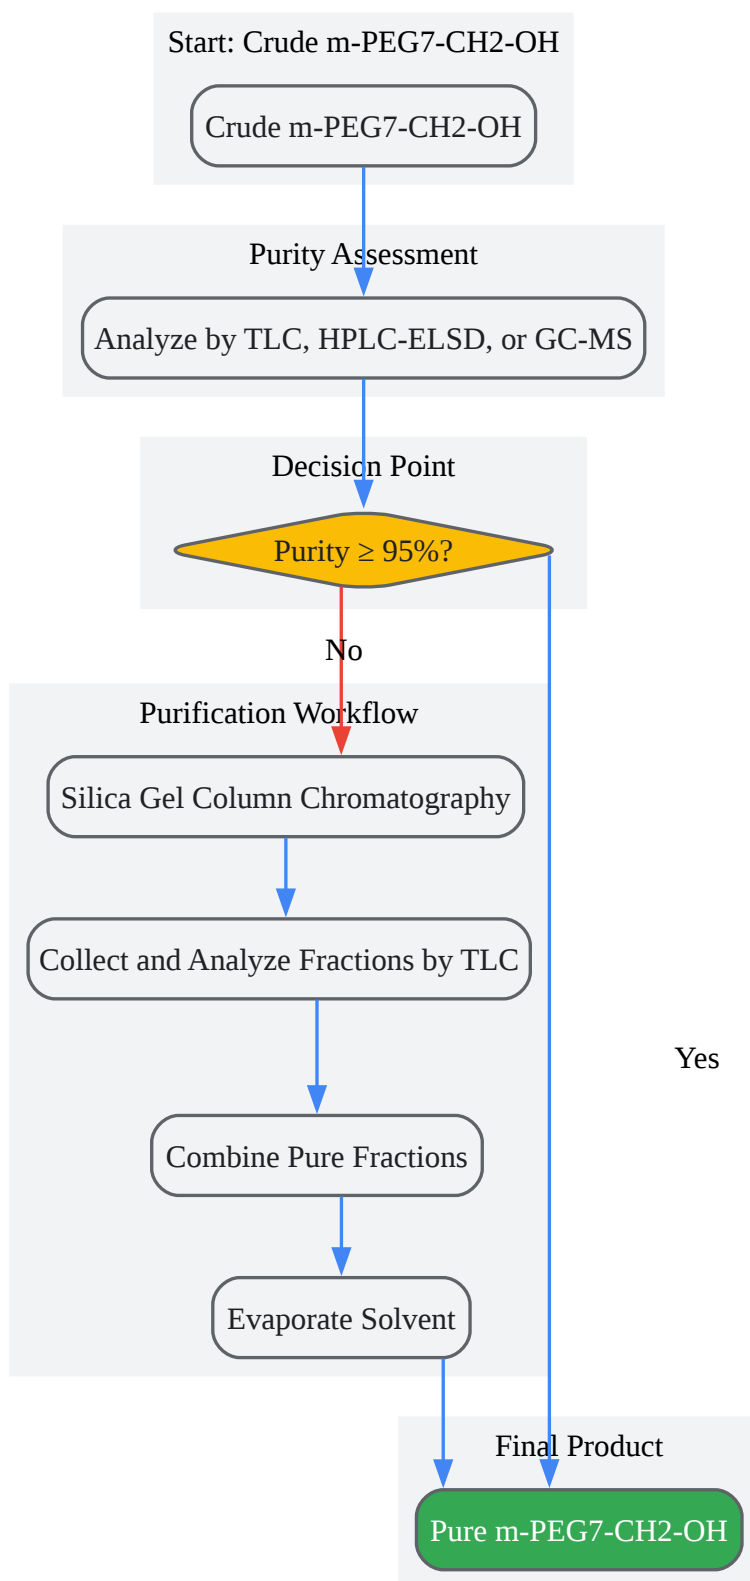 Start: Crude m-PEG7-CH2-OH
Crude m-PEG7-CH2-OH
Purity Assessment
Analyze by TLC, HPLC-ELSD, or GC-MS
Decision Point
Purity ≥ 95%?
No
Purification Workflow
Silica Gel Column Chromatography
Collect and Analyze Fractions by TLC
Yes
Combine Pure Fractions
Evaporate Solvent
Final Product
Pure m-PEG7-CH2-OH